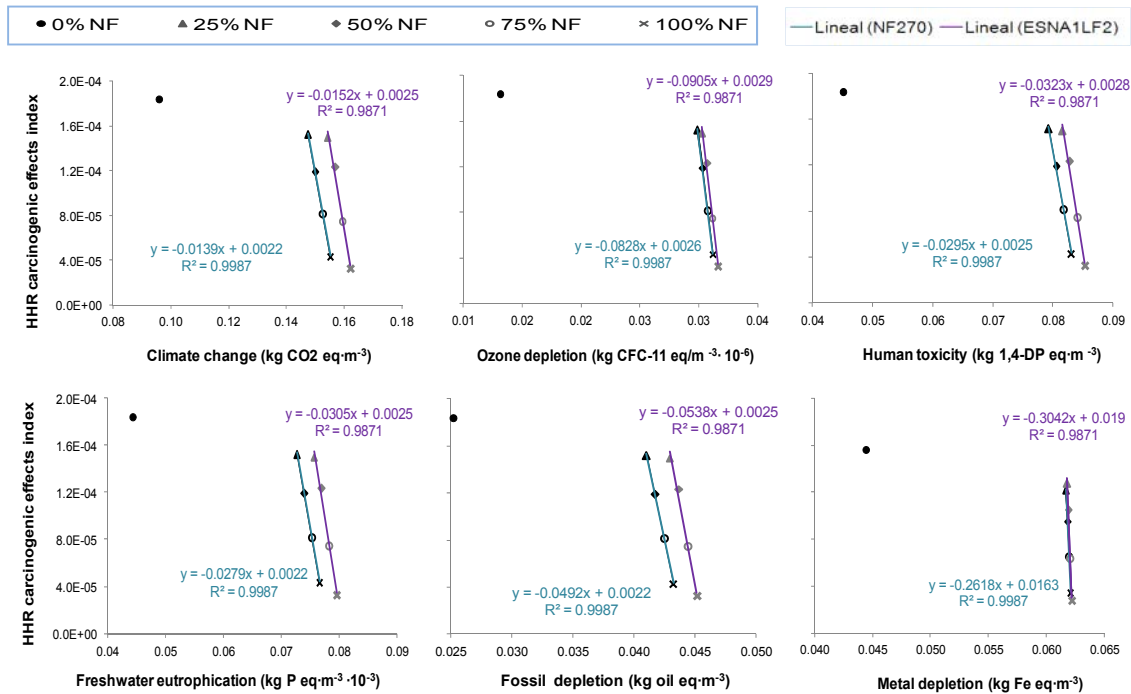 0% NF 25% NF 50% NF 75% NF 100% NF
Lineal (NF270) Lineal (ESNA1LF2)
HHR carcinogenic effects index
2.0E-04
1.6E-04
1.2E-04
8.0E-05
4.0E-05
0.0E+00
y = -0.0152x + 0.0025
R² = 0.9871
y = -0.0139x + 0.0022
R² = 0.9987
0.08 0.10 0.12 0.14 0.16 0.18
Climate change (kg CO2 eq·m-3)
y = -0.0905x + 0.0029
R² = 0.9871
y = -0.0828x + 0.0026
R² = 0.9987
0.01 0.02 0.02 0.03 0.03 0.04
Ozone depletion (kg CFC-11 eq/m -3· 10-6)
y = -0.0323x + 0.0028
R² = 0.9871
y = -0.0295x + 0.0025
R² = 0.9987
0.04 0.05 0.06 0.07 0.08 0.09
Human toxicity (kg 1,4-DP eq·m -3)
HHR carcinogenic effects index
2.0E-04
1.6E-04
1.2E-04
8.0E-05
4.0E-05
0.0E+00
y = -0.0305x + 0.0025
R² = 0.9871
y = -0.0279x + 0.0022
R² = 0.9987
0.04 0.05 0.06 0.07 0.08 0.09
Freshwater eutrophication (kg P eq·m-3 ·10-3)
y = -0.0538x + 0.0025
R² = 0.9871
y = -0.0492x + 0.0022
R² = 0.9987
0.025 0.030 0.035 0.040 0.045 0.050
Fossil depletion (kg oil eq·m-3)
y = -0.3042x + 0.019
R² = 0.9871
y = -0.2618x + 0.0163
R² = 0.9987
0.040 0.045 0.050 0.055 0.060 0.065
Metal depletion (kg Fe eq·m-3)